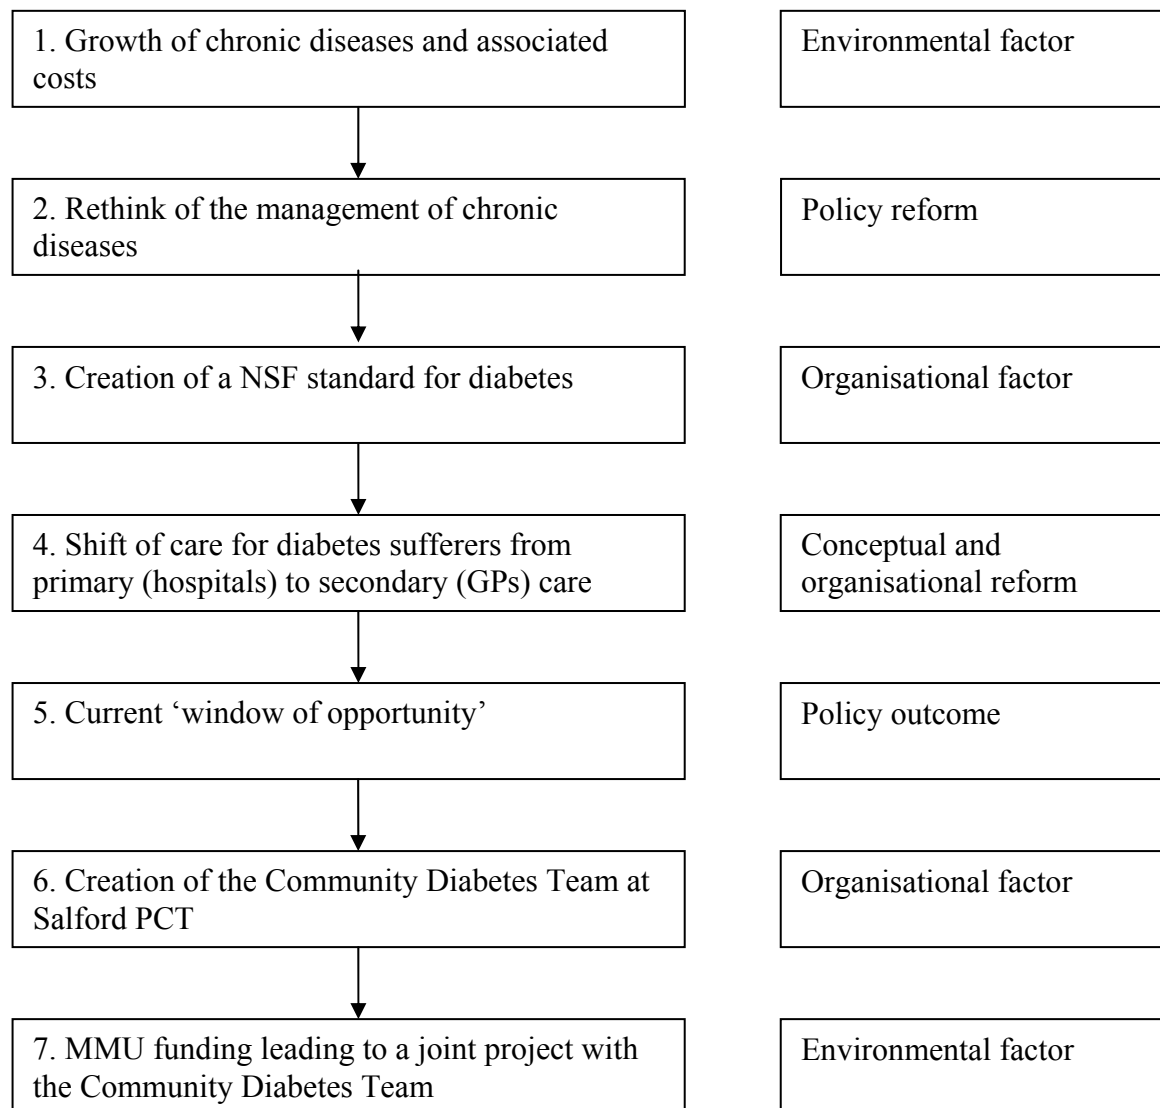 1. Growth of chronic diseases and associated
costs
Environmental factor
2. Rethink of the management of chronic
diseases
Policy reform
3. Creation of a NSF standard for diabetes
Organisational factor
4. Shift of care for diabetes sufferers from
primary (hospitals) to secondary (GPs) care
Conceptual and
organisational reform
5. Current ‘window of opportunity’
Policy outcome
6. Creation of the Community Diabetes Team at
Salford PCT
Organisational factor
7. MMU funding leading to a joint project with
the Community Diabetes Team
Environmental factor